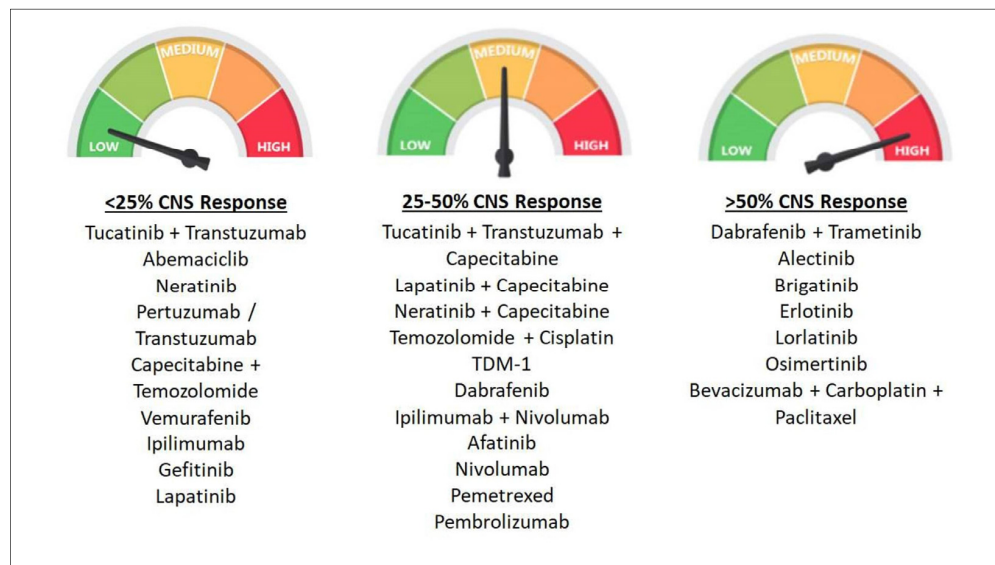 LOW
MEDIUM
HIGH
<25% CNS Response
Tucatinib + Transtuzumab
Abemaciclib
Neratinib
Pertuzumab /
Transtuzumab
Capecitabine +
Temozolomide
Vemurafenib
Ipilimumab
Gefitinib
Lapatinib
LOW
MEDIUM
HIGH
25-50% CNS Response
Tucatinib + Transtuzumab +
Capecitabine
Lapatinib + Capecitabine
Neratinib + Capecitabine
Temozolomide + Cisplatin
TDM-1
Dabrafenib
Ipilimumab + Nivolumab
Afatinib
Nivolumab
Pemetrexed
Pembrolizumab
LOW
MEDIUM
HIGH
>50% CNS Response
Dabrafenib + Trametinib
Alectinib
Brigatinib
Erlotinib
Lorlatinib
Osimertinib
Bevacizumab + Carboplatin +
Paclitaxel